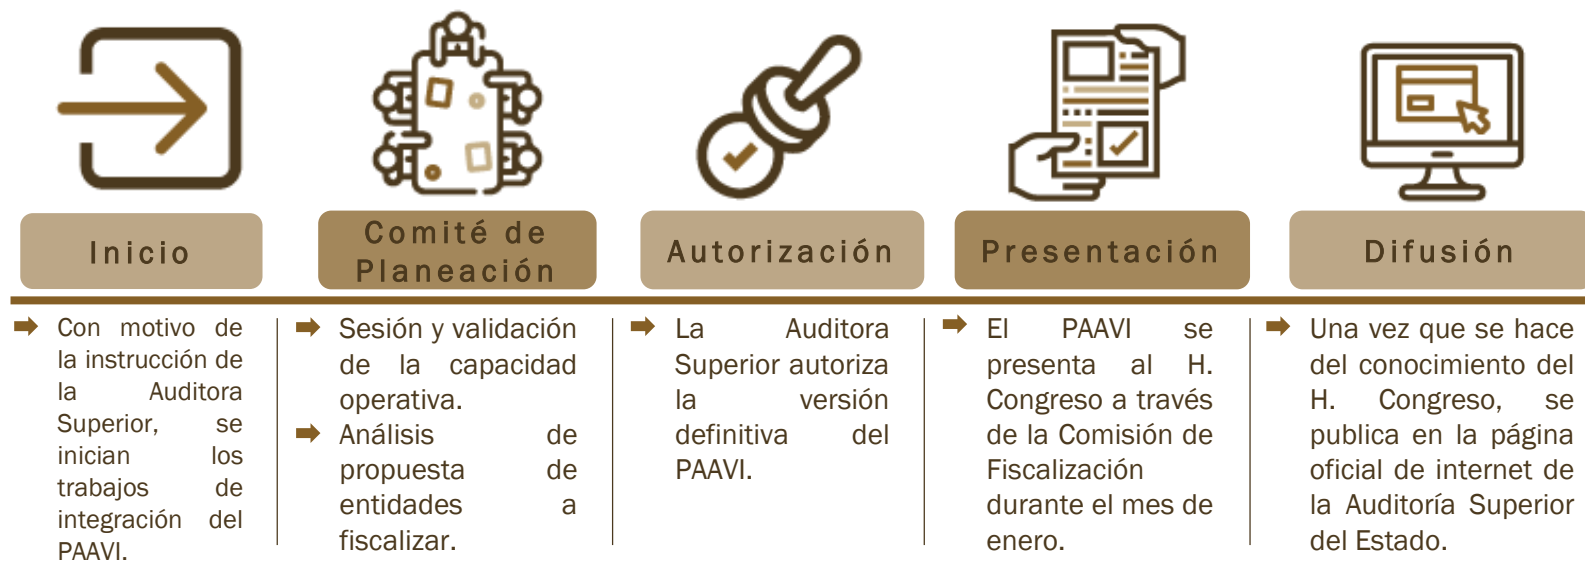 Inicio
Con motivo de
la instrucción de
la Auditora
Superior, se
inician los
trabajos de
integración del
PAAVI.
Comité de
Planeación
Sesión y validación
de la capacidad
operativa.
Análisis de
propuesta de
entidades a
fiscalizar.
Autorización
La Auditora
Superior autoriza
la versión
definitiva del
PAAVI.
Presentación
El PAAVI se
presenta al H.
Congreso a través
de la Comisión de
Fiscalización
durante el mes de
enero.
Difusión
Una vez que se hace
del conocimiento del
H. Congreso, se
publica en la página
oficial de internet de
la Auditoría Superior
del Estado.